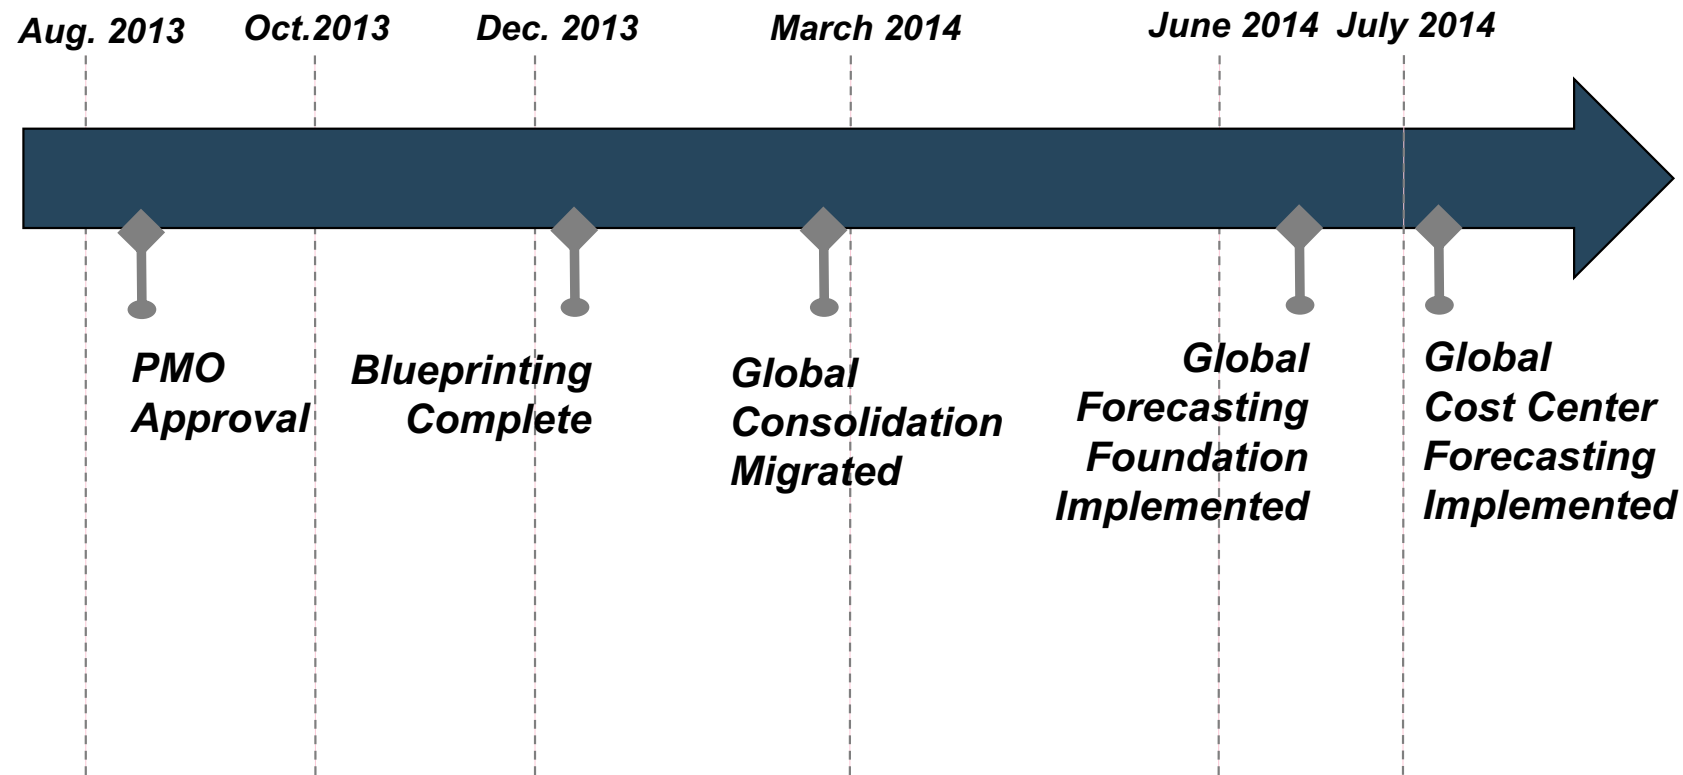 Aug. 2013
Oct.2013
Dec. 2013
March 2014
June 2014
July 2014
PMO
Approval
Blueprinting
Complete
Global
Consolidation
Migrated
Global
Forecasting
Foundation
Implemented
Global
Cost Center
Forecasting
Implemented